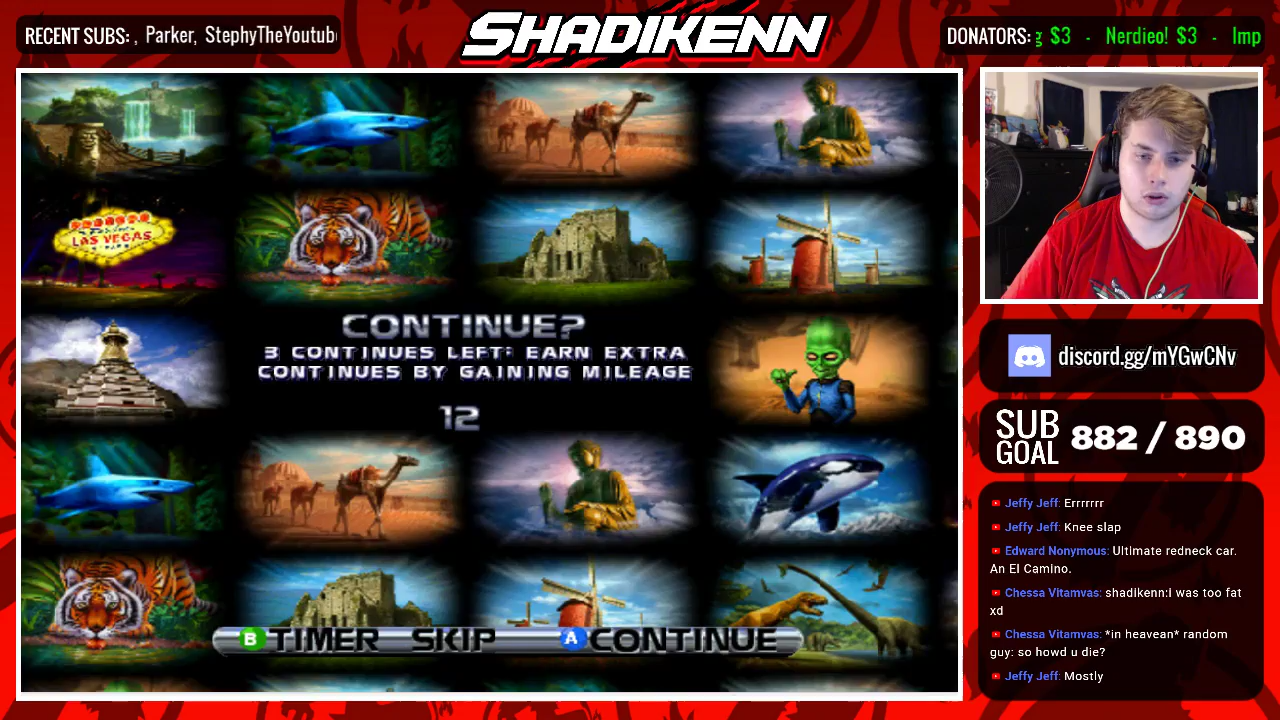 RECENT SUBS: , Parker, StephyTheYoutub
SHADIKENN
DONATORS: g $3 - Nerdieo! $3 - Imp
LAS VEGAS
CONTINUE?
3 CONTINUES LEFT: EARN EXTRA
CONTINUES BY GAINING MILEAGE
12
B TIMER SKIP A CONTINUE
discord.gg/mYGwCNv
SUB GOAL 882 / 890
Jeffy Jeff: Errrrrrr
Jeffy Jeff: Knee slap
Edward Nonymous: Ultimate redneck car.
An El Camino.
Chessa Vitamvas: shadikenn:I was too fat
xd
Chessa Vitamvas: *in heavean* random
guy: so howd u die?
Jeffy Jeff: Mostly